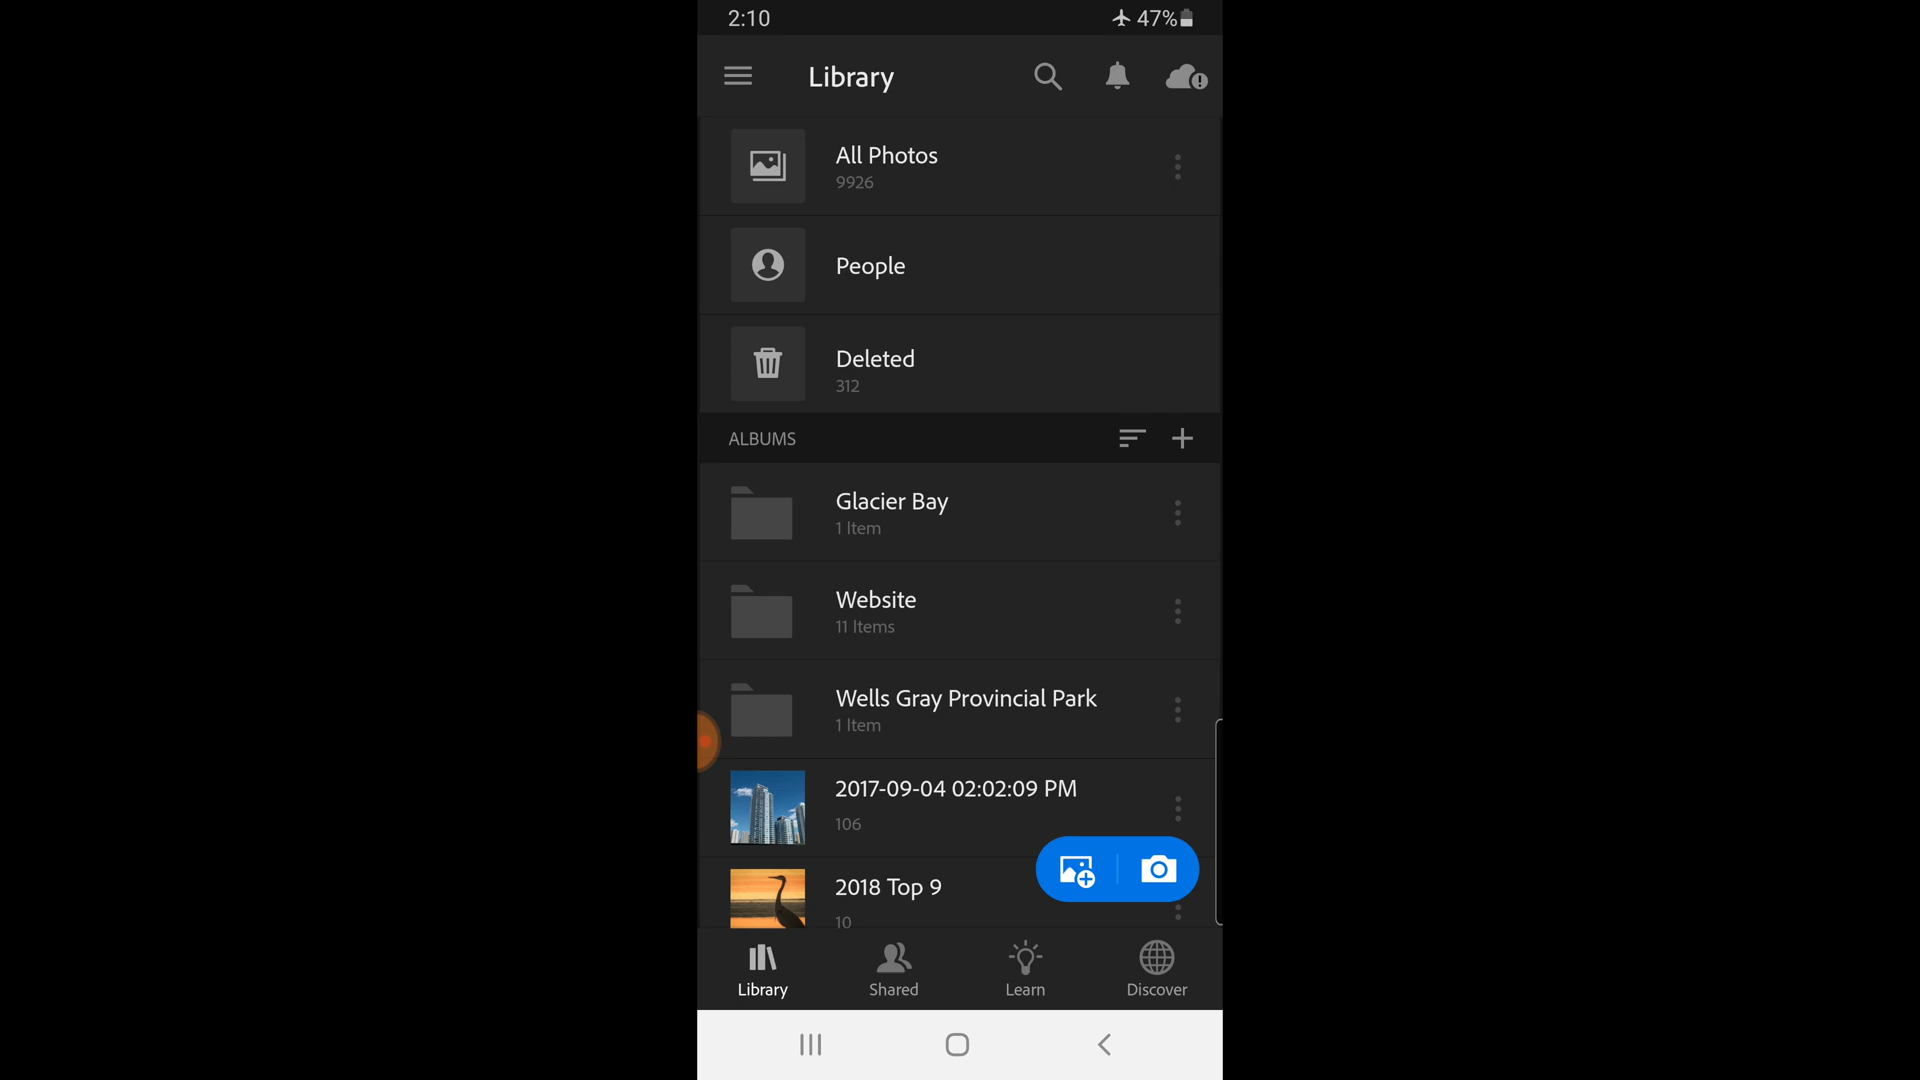 2:10
47%
Library
All Photos
9926
People
Deleted
312
ALBUMS
Glacier Bay
1 Item
Website
11 Items
Wells Gray Provincial Park
1 Item
2017-09-04 02:02:09 PM
106
2018 Top 9
10
Library
Shared
Learn
Discover